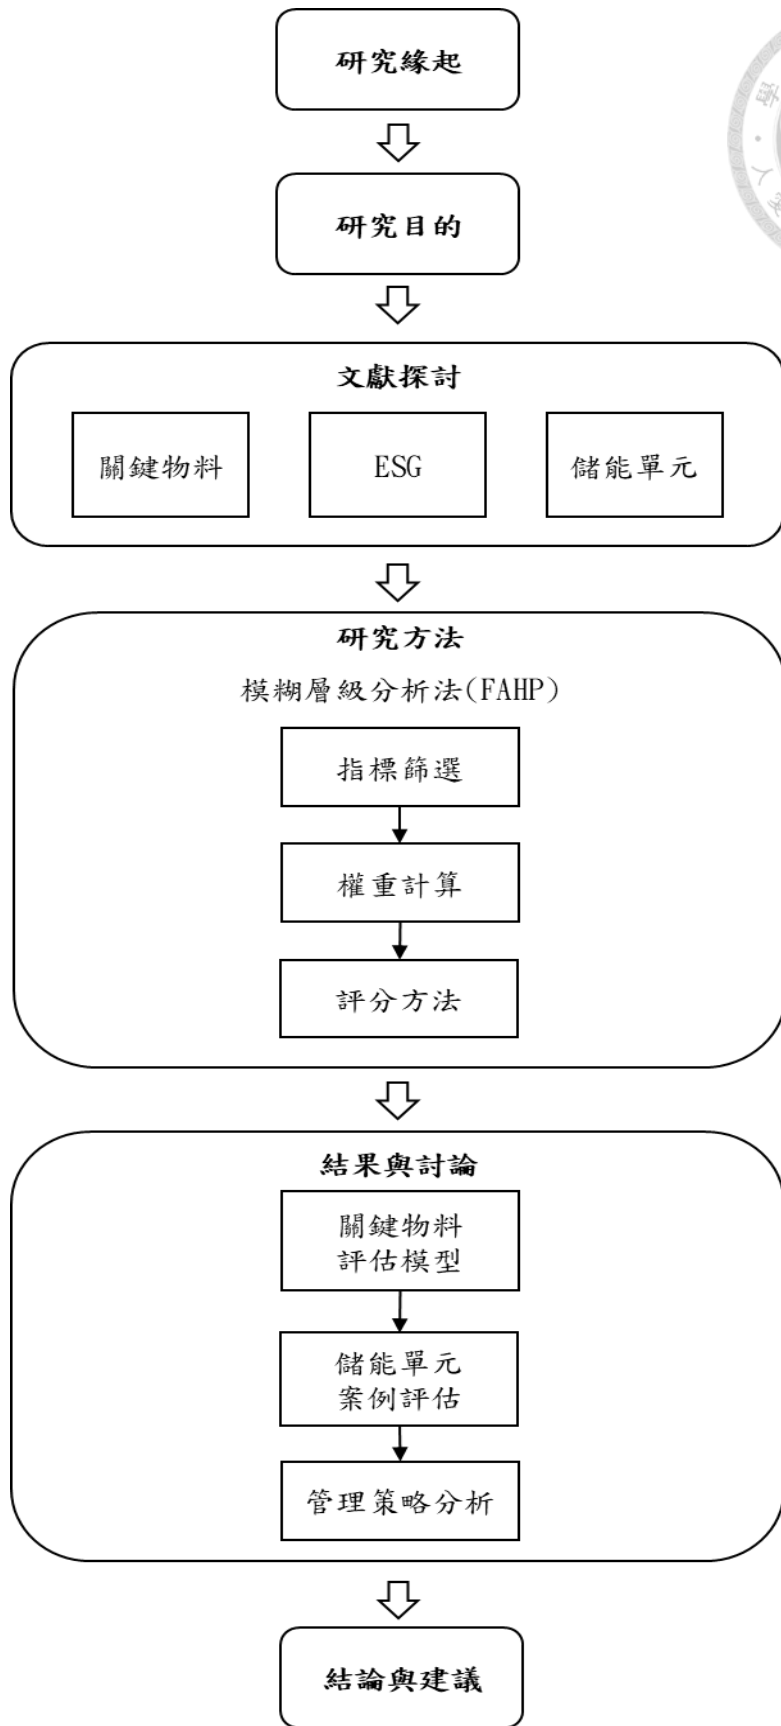 研究緣起
研究目的
文獻探討
關鍵物料
ESG
儲能單元
研究方法
模糊層級分析法(FAHP)
指標篩選
權重計算
評分方法
結果與討論
關鍵物料
評估模型
儲能單元
案例評估
管理策略分析
結論與建議